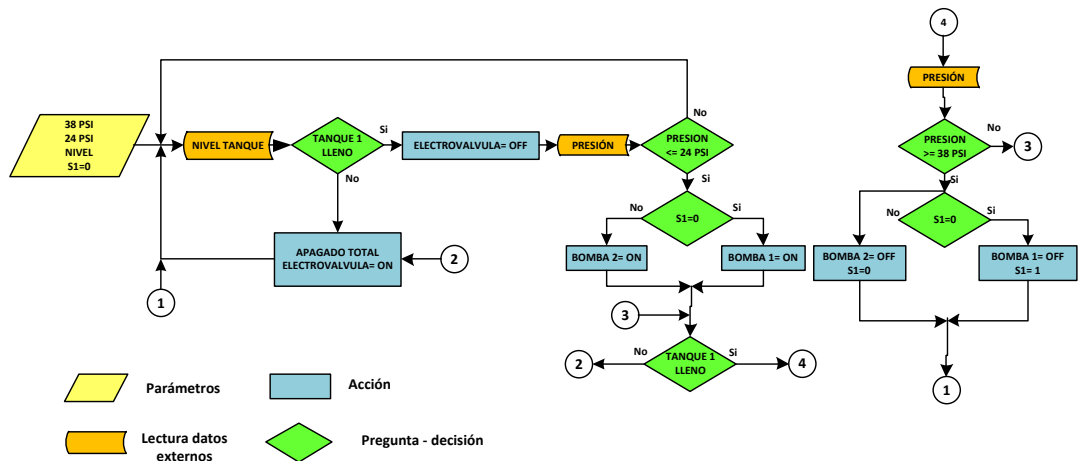 38 PSI
24 PSI
NIVEL
S1=0
NIVEL TANQUE
TANQUE 1
LLENO
Si
No
ELECTROVALVULA= OFF
PRESIÓN
PRESION
<= 24 PSI
No
Si
APAGADO TOTAL
ELECTROVALVULA= ON
2
1
S1=0
No
Si
BOMBA 2= ON
BOMBA 1= ON
3
TANQUE 1
LLENO
No
Si
2
4
4
PRESIÓN
PRESION
>= 38 PSI
No
3
Si
S1=0
No
Si
BOMBA 2= OFF
S1=0
BOMBA 1= OFF
S1= 1
1
Parámetros
Acción
Lectura datos
externos
Pregunta - decisión